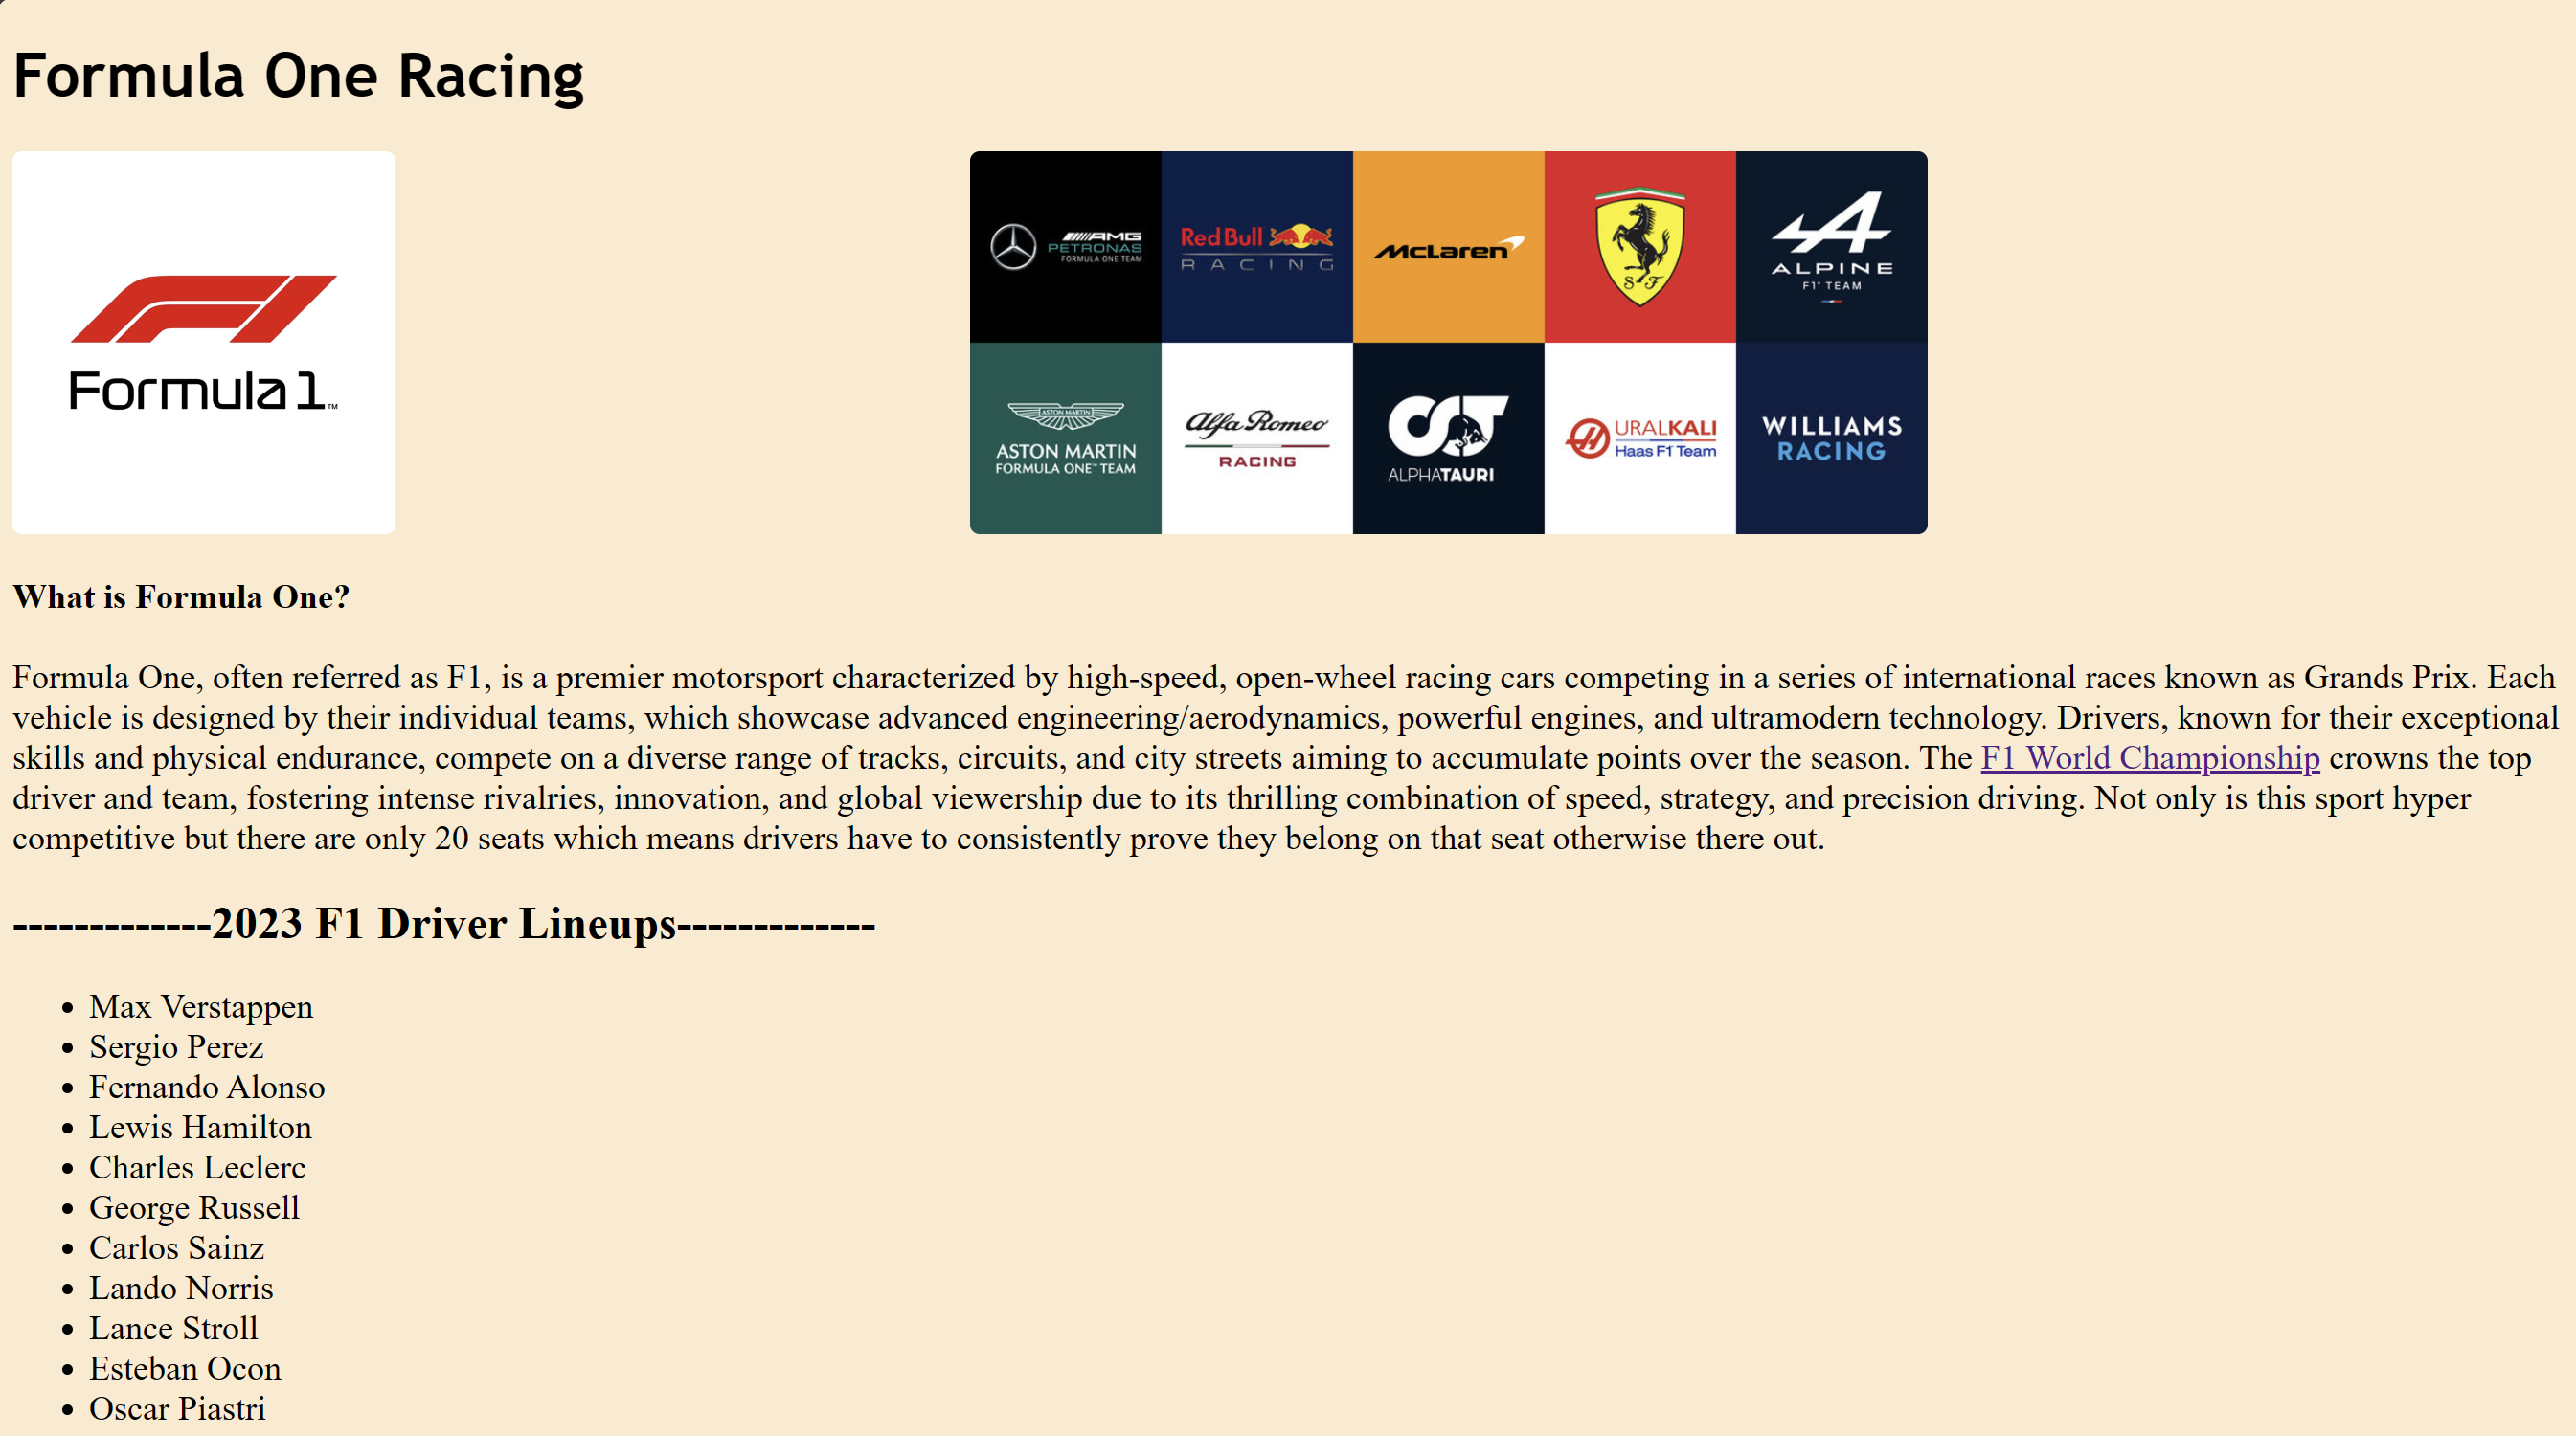 Formula One Racing
Formula 1™
AMG
PETRONAS
FORMULA ONE TEAM
Red Bull
RACING
McLaren
S F
ALPINE
F1® TEAM
ASTON MARTIN
ASTON MARTIN
FORMULA ONE™ TEAM
Alfa Romeo
RACING
ALPHATAURI
URALKALI
Haas F1 Team
WILLIAMS
RACING
What is Formula One?
Formula One, often referred as F1, is a premier motorsport characterized by high-speed, open-wheel racing cars competing in a series of international races known as Grands Prix. Each
vehicle is designed by their individual teams, which showcase advanced engineering/aerodynamics, powerful engines, and ultramodern technology. Drivers, known for their exceptional
skills and physical endurance, compete on a diverse range of tracks, circuits, and city streets aiming to accumulate points over the season. The F1 World Championship crowns the top
driver and team, fostering intense rivalries, innovation, and global viewership due to its thrilling combination of speed, strategy, and precision driving. Not only is this sport hyper
competitive but there are only 20 seats which means drivers have to consistently prove they belong on that seat otherwise there out.
-------------2023 F1 Driver Lineups-------------
• Max Verstappen
• Sergio Perez
• Fernando Alonso
• Lewis Hamilton
• Charles Leclerc
• George Russell
• Carlos Sainz
• Lando Norris
• Lance Stroll
• Esteban Ocon
• Oscar Piastri